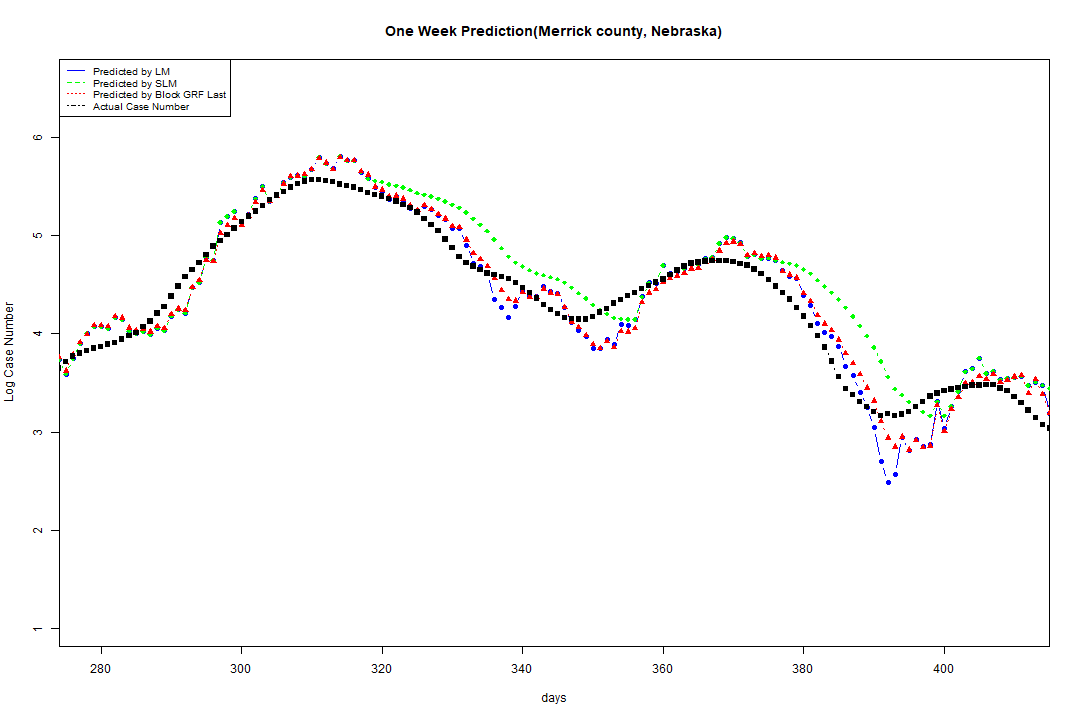 One Week Prediction(Merrick county, Nebraska)
Predicted by LM
Predicted by SLM
Predicted by Block GRF Last
Actual Case Number
Log Case Number
6
5
4
3
2
1
280 300 320 340 360 380 400
days